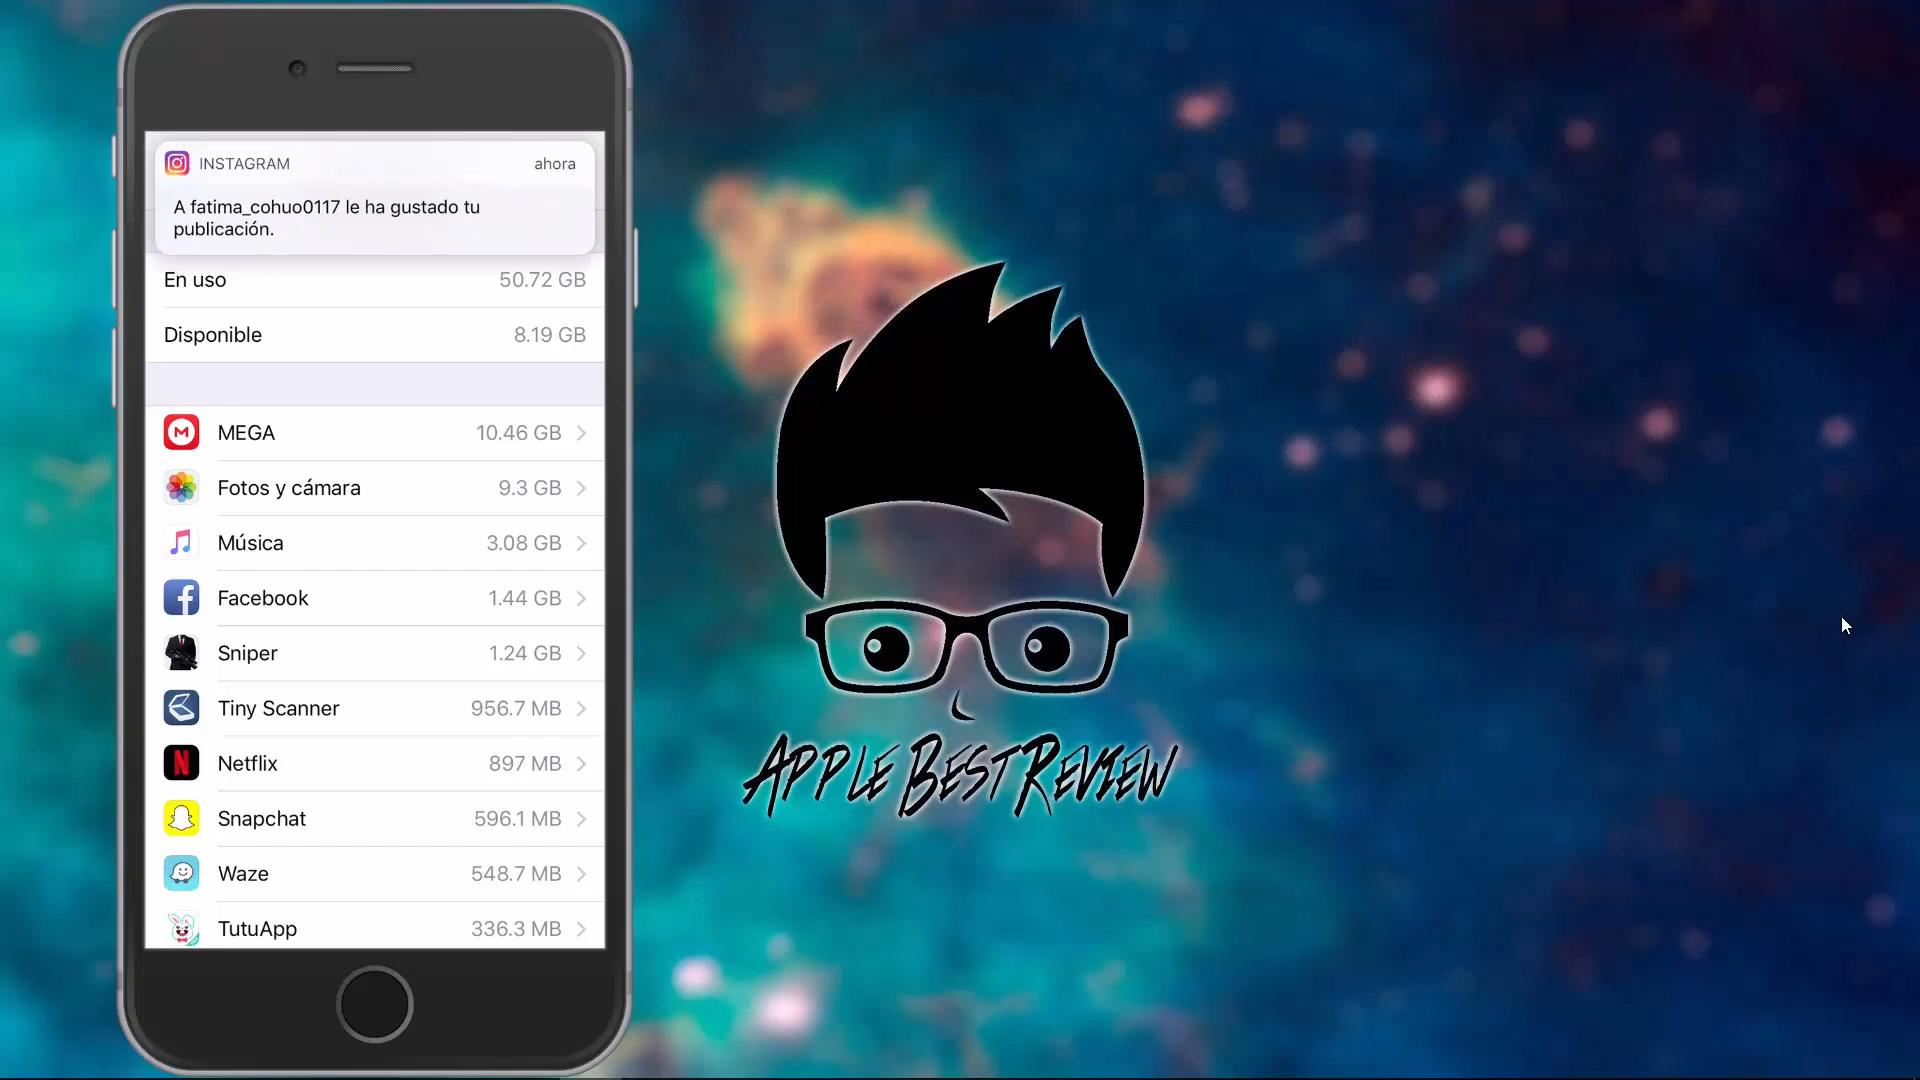 INSTAGRAM ahora
A fatima_cohuo0117 le ha gustado tu
publicación.
En uso 50.72 GB
Disponible 8.19 GB
MEGA 10.46 GB
Fotos y cámara 9.3 GB
Música 3.08 GB
Facebook 1.44 GB
Sniper 1.24 GB
Tiny Scanner 956.7 MB
Netflix 897 MB
Snapchat 596.1 MB
Waze 548.7 MB
TutuApp 336.3 MB
APPLE BEST REVIEW